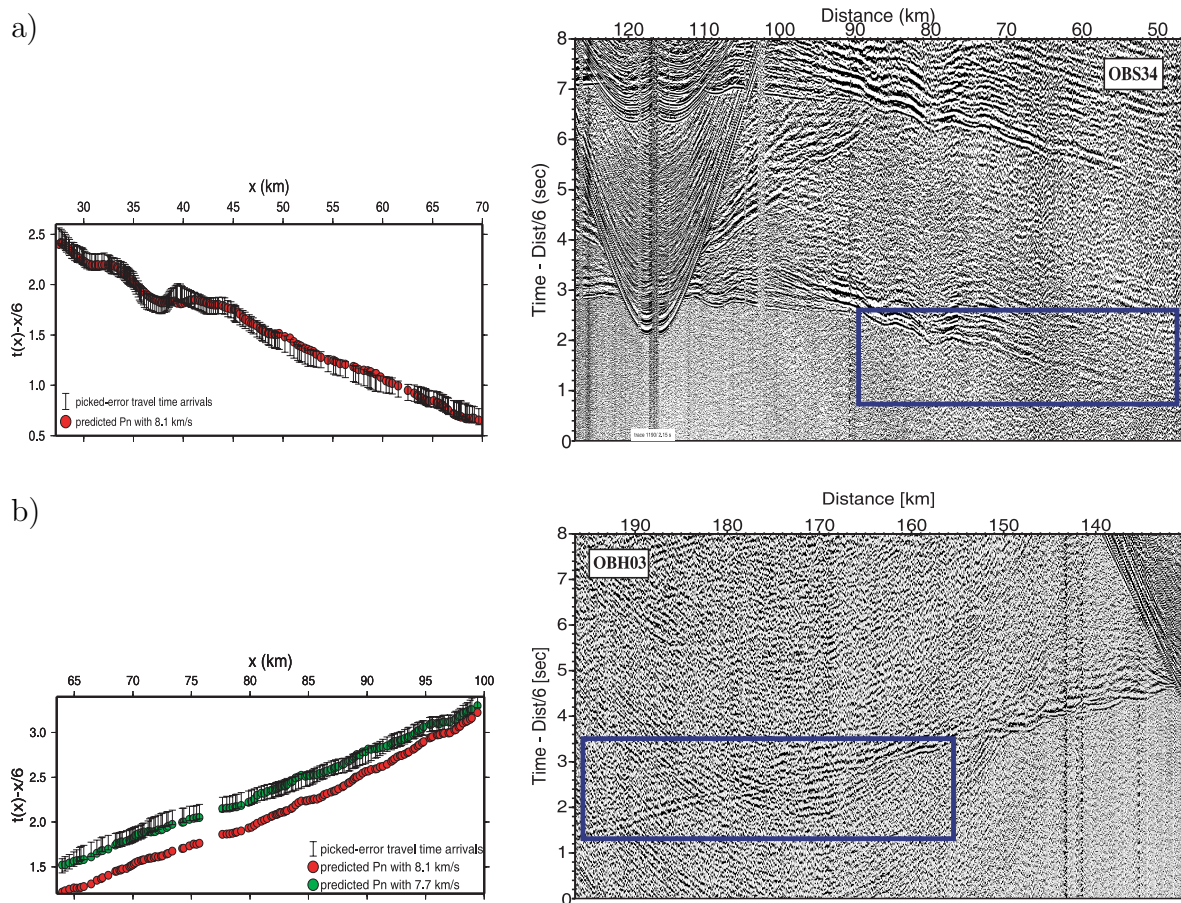 a)
x (km)
30 35 40 45 50 55 60 65 70
t(x)-x/6
2.5
2.0
1.5
1.0
0.5
picked-error travel time arrivals
predicted Pn with 8.1 km/s
Distance (km)
120 110 100 90 80 70 60 50
Time - Dist/6 (sec)
8
7
6
5
4
3
2
1
0
OBS34
trace 1190/ 2.15 s
b)
x (km)
65 70 75 80 85 90 95 100
t(x)-x/6
3.0
2.5
2.0
1.5
picked-error travel time arrivals
predicted Pn with 8.1 km/s
predicted Pn with 7.7 km/s
Distance [km]
190 180 170 160 150 140
Time - Dist/6 [sec]
8
7
6
5
4
3
2
1
0
OBH03